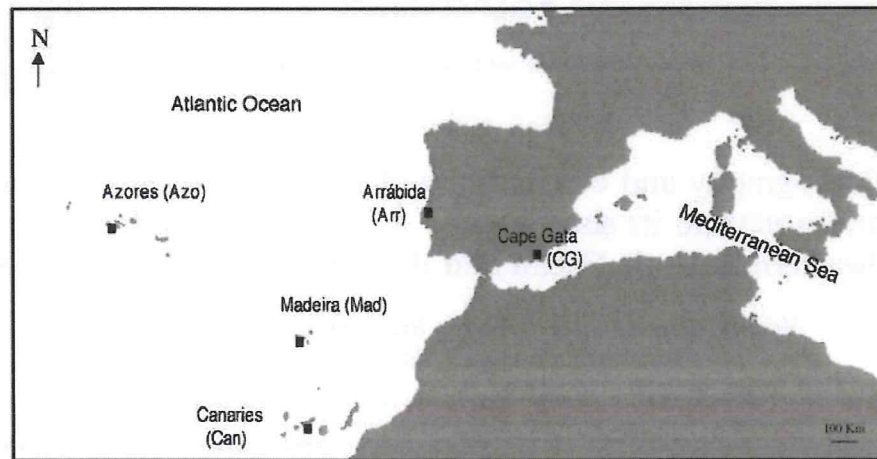 N
Atlantic Ocean
Azores (Azo)
Arrábida
(Arr)
Cape Gata
(CG)
Mediterranean Sea
Madeira (Mad)
Canaries
(Can)
100 Km